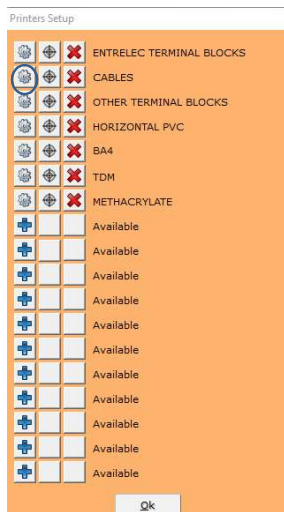 Printers Setup
ENTRELEC TERMINAL BLOCKS
CABLES
OTHER TERMINAL BLOCKS
HORIZONTAL PVC
BA4
TDM
METHACRYLATE
Available
Available
Available
Available
Available
Available
Available
Available
Available
Available
Available
Ok